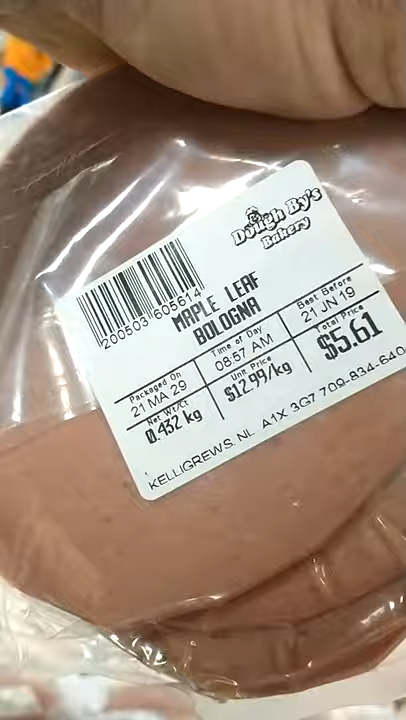 Dough By's
Bakery
200503 605614
MAPLE LEAF
BOLOGNA
Packaged On
21 MA 29
Time of Day
08:57 AM
Best Before
21 JN 19
Net Wt/Ct
0.432 kg
Unit Price
$12.99/kg
Total Price
$5.61
KELLIGREWS. NL A1X 3G7 709-834-640